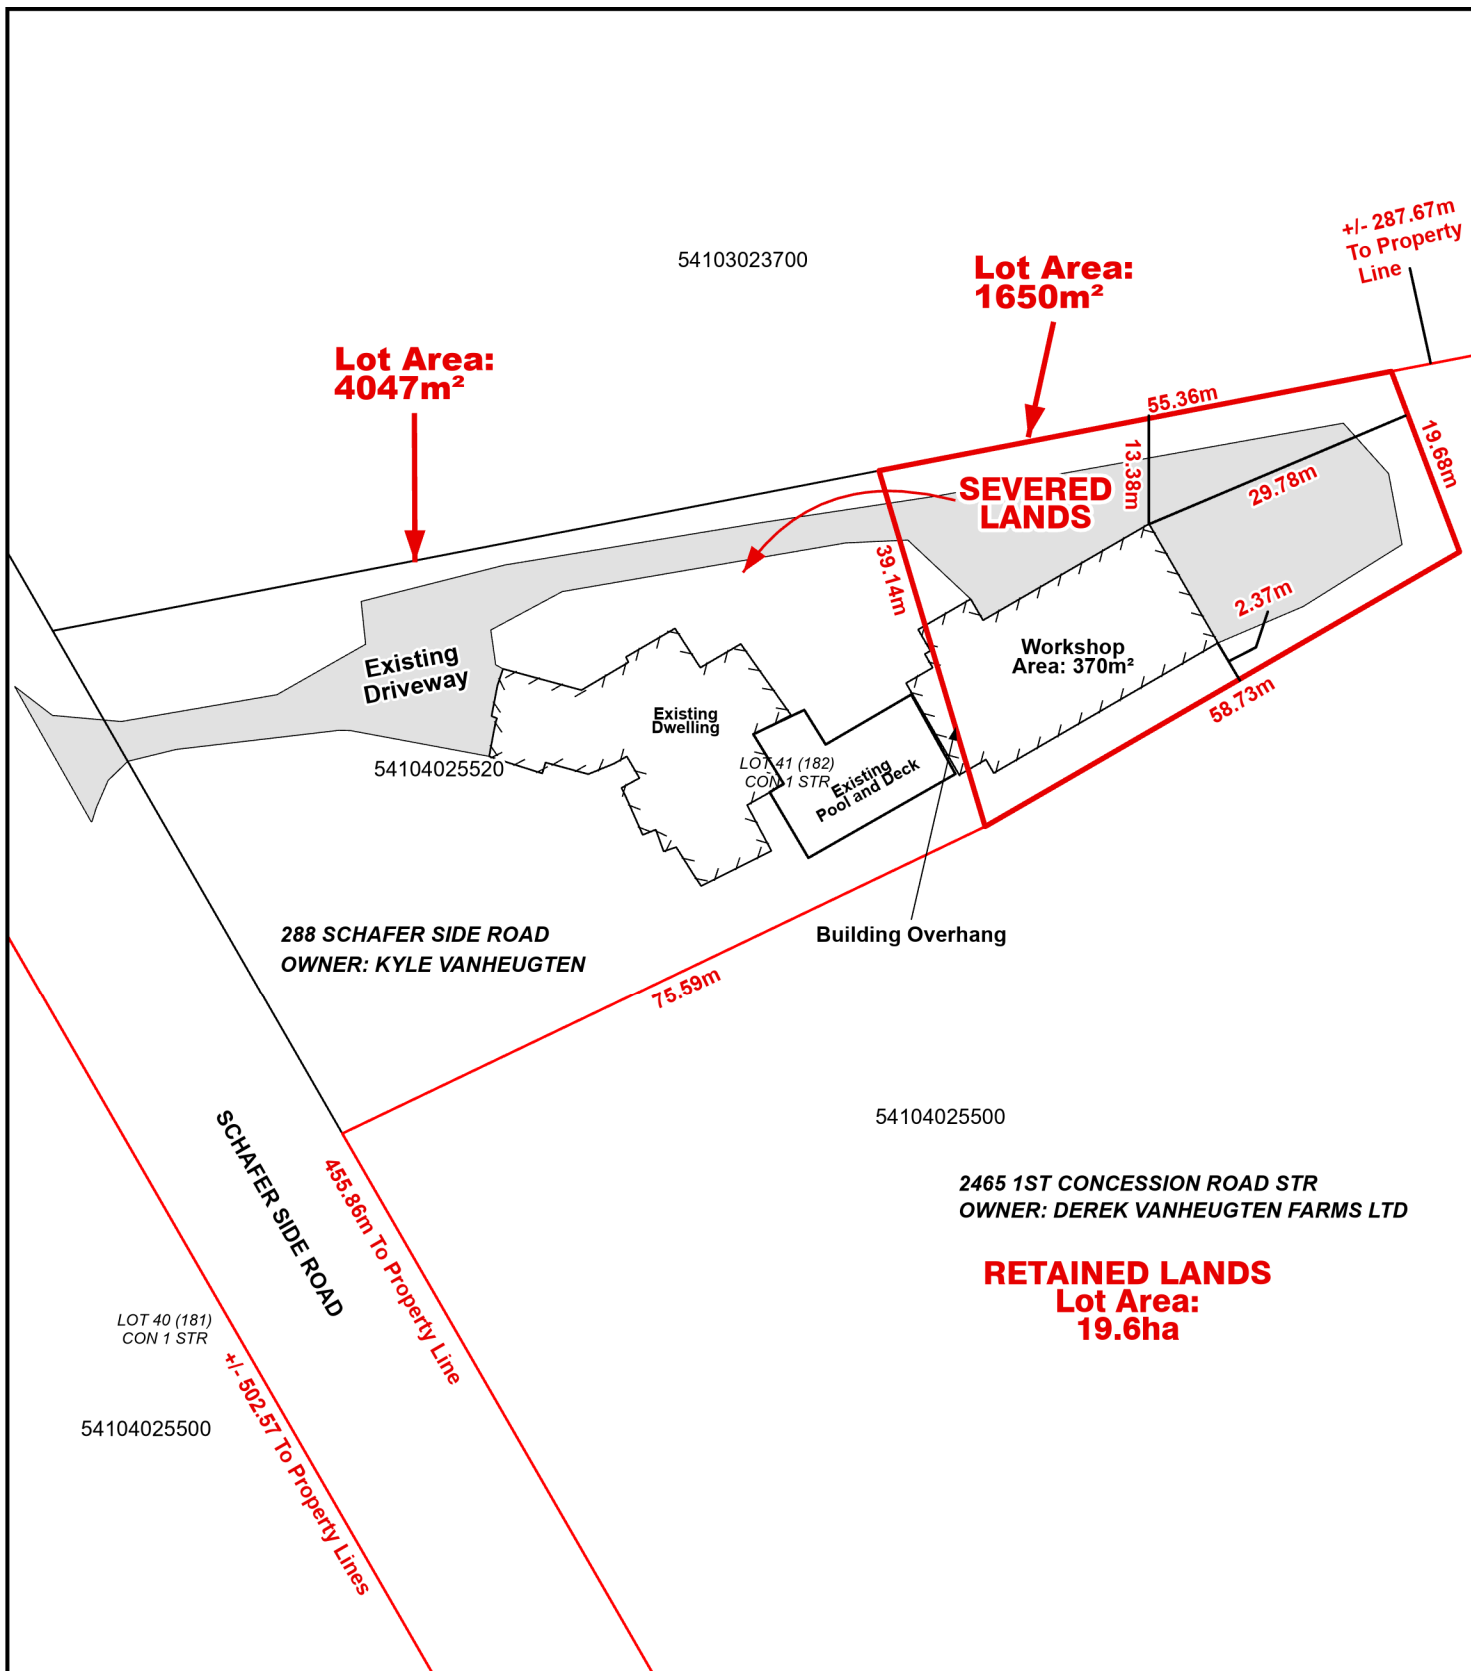 +/- 287.67m
To Property
Line
54103023700
Lot Area:
1650m²
Lot Area:
4047m²
55.36m
19.68m
13.38m
29.78m
SEVERED
LANDS
39.14m
2.37m
Workshop
Area: 370m²
Existing
Driveway
58.73m
Existing
Dwelling
54104025520
LOT 41 (182)
CON 1 STR
Existing
Pool and Deck
288 SCHAFER SIDE ROAD
OWNER: KYLE VANHEUGTEN
Building Overhang
75.59m
54104025500
SCHAFER SIDE ROAD
455.86m To Property Line
2465 1ST CONCESSION ROAD STR
OWNER: DEREK VANHEUGTEN FARMS LTD
RETAINED LANDS
Lot Area:
19.6ha
LOT 40 (181)
CON 1 STR
+/- 502.57 To Property Lines
54104025500